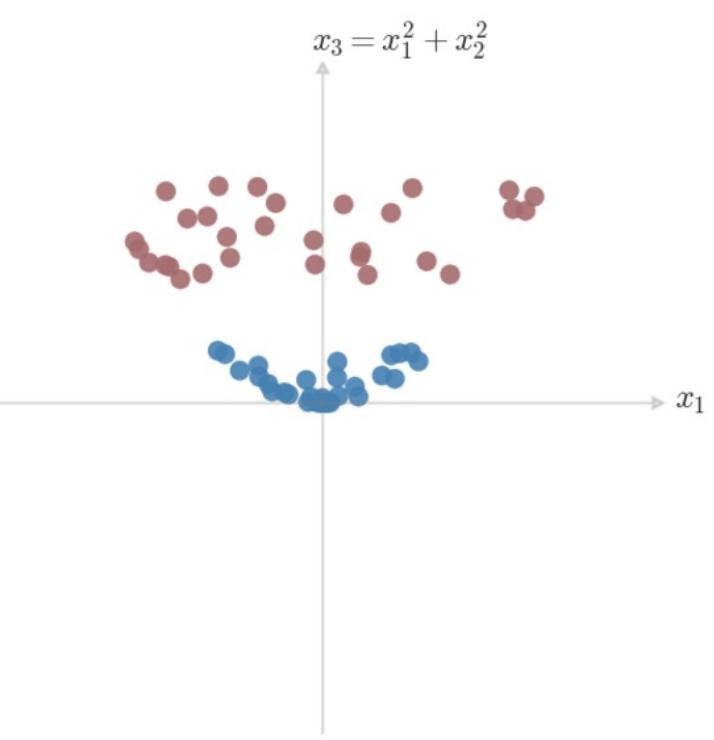 $x_3 = x_1^2 + x_2^2$
$x_1$